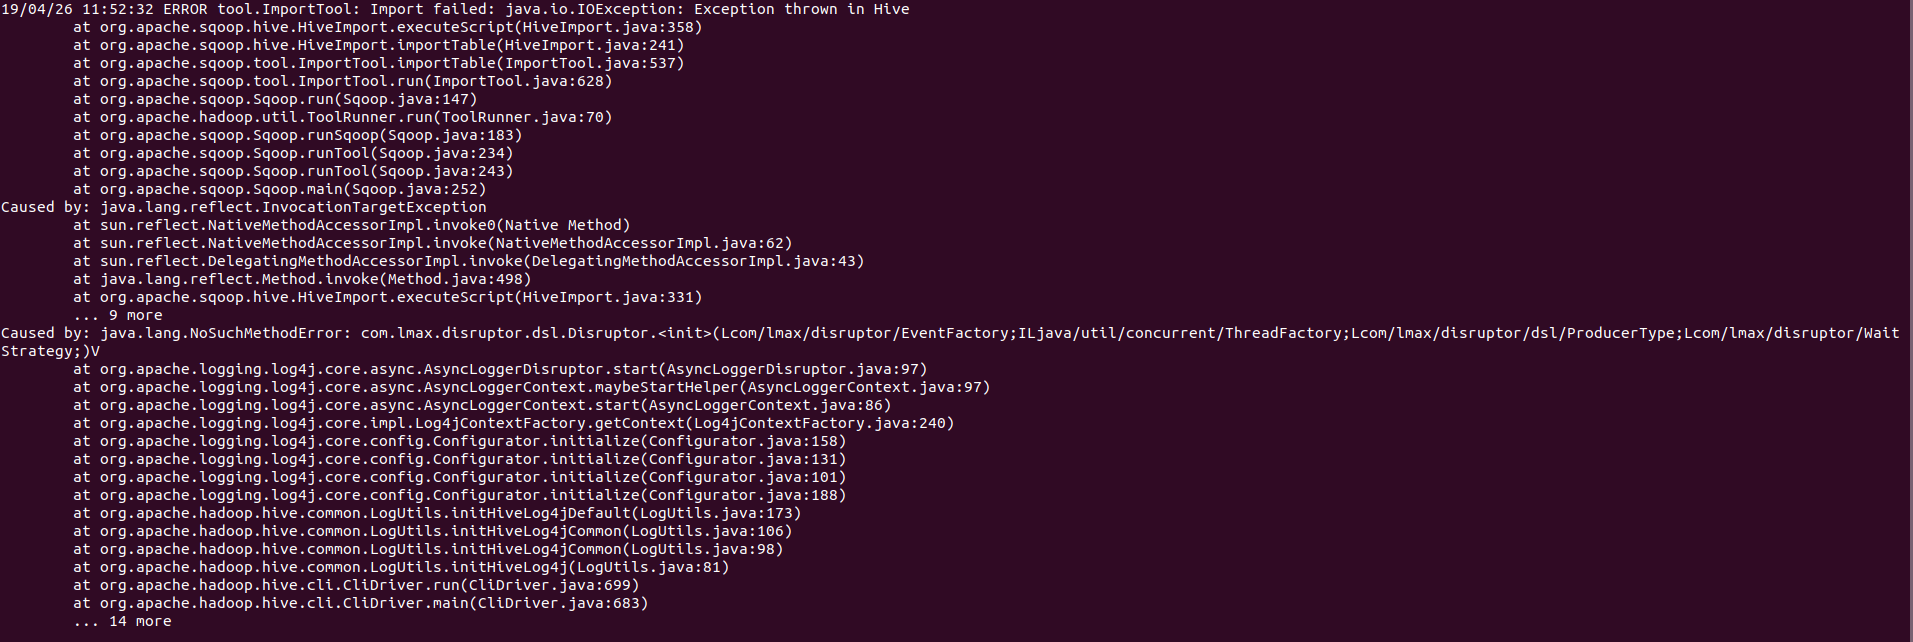 19/04/26 11:52:32 ERROR tool.ImportTool: Import failed: java.io.IOException: Exception thrown in Hive
        at org.apache.sqoop.hive.HiveImport.executeScript(HiveImport.java:358)
        at org.apache.sqoop.hive.HiveImport.importTable(HiveImport.java:241)
        at org.apache.sqoop.tool.ImportTool.importTable(ImportTool.java:537)
        at org.apache.sqoop.tool.ImportTool.run(ImportTool.java:628)
        at org.apache.sqoop.Sqoop.run(Sqoop.java:147)
        at org.apache.hadoop.util.ToolRunner.run(ToolRunner.java:70)
        at org.apache.sqoop.Sqoop.runSqoop(Sqoop.java:183)
        at org.apache.sqoop.Sqoop.runTool(Sqoop.java:234)
        at org.apache.sqoop.Sqoop.runTool(Sqoop.java:243)
        at org.apache.sqoop.Sqoop.main(Sqoop.java:252)
Caused by: java.lang.reflect.InvocationTargetException
        at sun.reflect.NativeMethodAccessorImpl.invoke0(Native Method)
        at sun.reflect.NativeMethodAccessorImpl.invoke(NativeMethodAccessorImpl.java:62)
        at sun.reflect.DelegatingMethodAccessorImpl.invoke(DelegatingMethodAccessorImpl.java:43)
        at java.lang.reflect.Method.invoke(Method.java:498)
        at org.apache.sqoop.hive.HiveImport.executeScript(HiveImport.java:331)
        ... 9 more
Caused by: java.lang.NoSuchMethodError: com.lmax.disruptor.dsl.Disruptor.<init>(Lcom/lmax/disruptor/EventFactory;ILjava/util/concurrent/ThreadFactory;Lcom/lmax/disruptor/dsl/ProducerType;Lcom/lmax/disruptor/Wait
Strategy;)V
        at org.apache.logging.log4j.core.async.AsyncLoggerDisruptor.start(AsyncLoggerDisruptor.java:97)
        at org.apache.logging.log4j.core.async.AsyncLoggerContext.maybeStartHelper(AsyncLoggerContext.java:97)
        at org.apache.logging.log4j.core.async.AsyncLoggerContext.start(AsyncLoggerContext.java:86)
        at org.apache.logging.log4j.core.impl.Log4jContextFactory.getContext(Log4jContextFactory.java:240)
        at org.apache.logging.log4j.core.config.Configurator.initialize(Configurator.java:158)
        at org.apache.logging.log4j.core.config.Configurator.initialize(Configurator.java:131)
        at org.apache.logging.log4j.core.config.Configurator.initialize(Configurator.java:101)
        at org.apache.logging.log4j.core.config.Configurator.initialize(Configurator.java:188)
        at org.apache.hadoop.hive.common.LogUtils.initHiveLog4jDefault(LogUtils.java:173)
        at org.apache.hadoop.hive.common.LogUtils.initHiveLog4jCommon(LogUtils.java:106)
        at org.apache.hadoop.hive.common.LogUtils.initHiveLog4jCommon(LogUtils.java:98)
        at org.apache.hadoop.hive.common.LogUtils.initHiveLog4j(LogUtils.java:81)
        at org.apache.hadoop.hive.cli.CliDriver.run(CliDriver.java:699)
        at org.apache.hadoop.hive.cli.CliDriver.main(CliDriver.java:683)
        ... 14 more